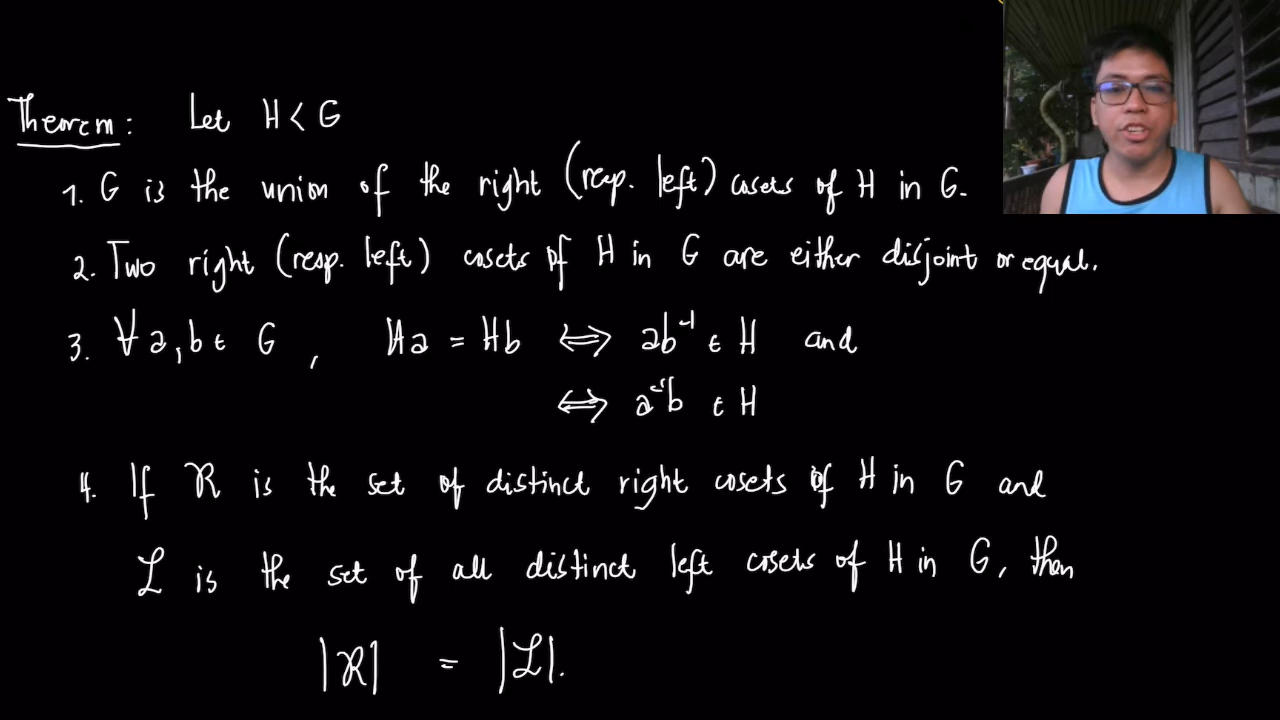 Theorem: Let H < G
1. G is the union of the right (resp. left) cosets of H in G.
2. Two right (resp. left) cosets of H in G are either disjoint or equal.
3. ∀ a, b ∈ G, Ha = Hb ⟺ ab⁻¹ ∈ H and
⟺ a⁻¹b ∈ H
4. If ℛ is the set of distinct right cosets of H in G and
ℒ is the set of all distinct left cosets of H in G, then
|ℛ| = |ℒ|.